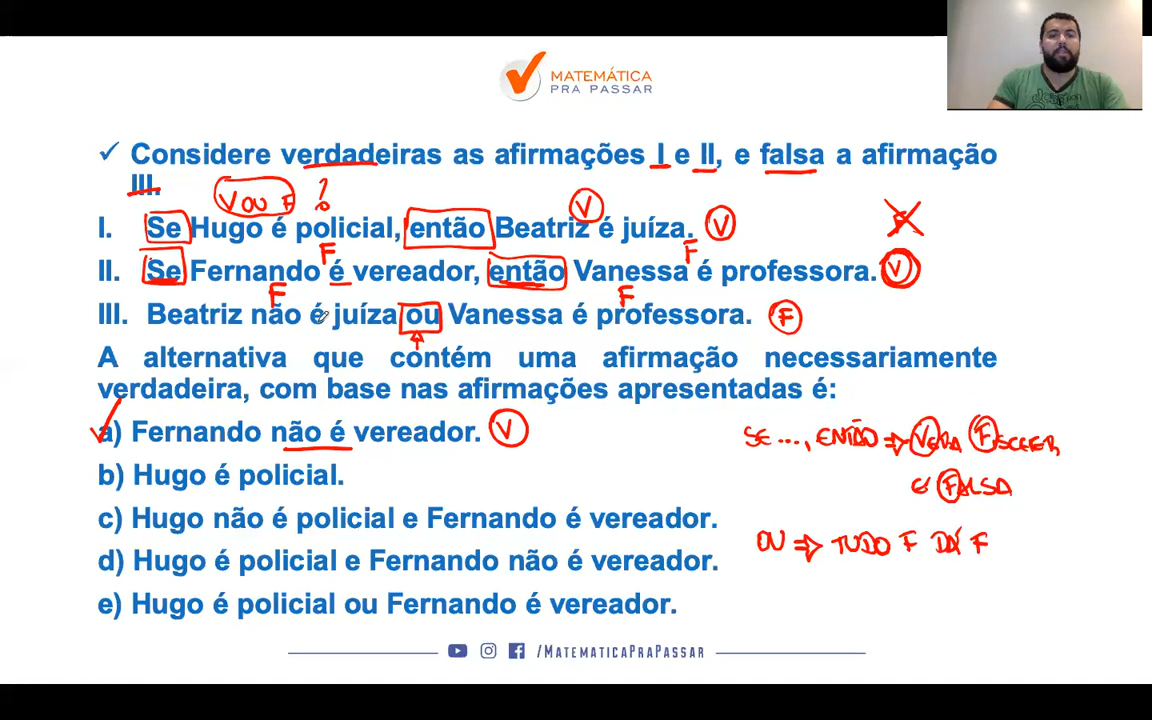 MATEMÁTICA
PRA PASSAR
✓ Considere verdadeiras as afirmações I e II, e falsa a afirmação
III.
V OU F ?
V
I. Se Hugo é policial, então Beatriz é juíza. V
F F
II. Se Fernando é vereador, então Vanessa é professora. V
F F
III. Beatriz não é juíza ou Vanessa é professora. F
A alternativa que contém uma afirmação necessariamente
verdadeira, com base nas afirmações apresentadas é:
a) Fernando não é vereador. V
SE ..., ENTÃO ⇒ VERA FISCHER
b) Hugo é policial.
É FALSA
c) Hugo não é policial e Fernando é vereador.
OU ⇒ TUDO F DÁ F
d) Hugo é policial e Fernando não é vereador.
e) Hugo é policial ou Fernando é vereador.
/MATEMATICAPRAPASSAR